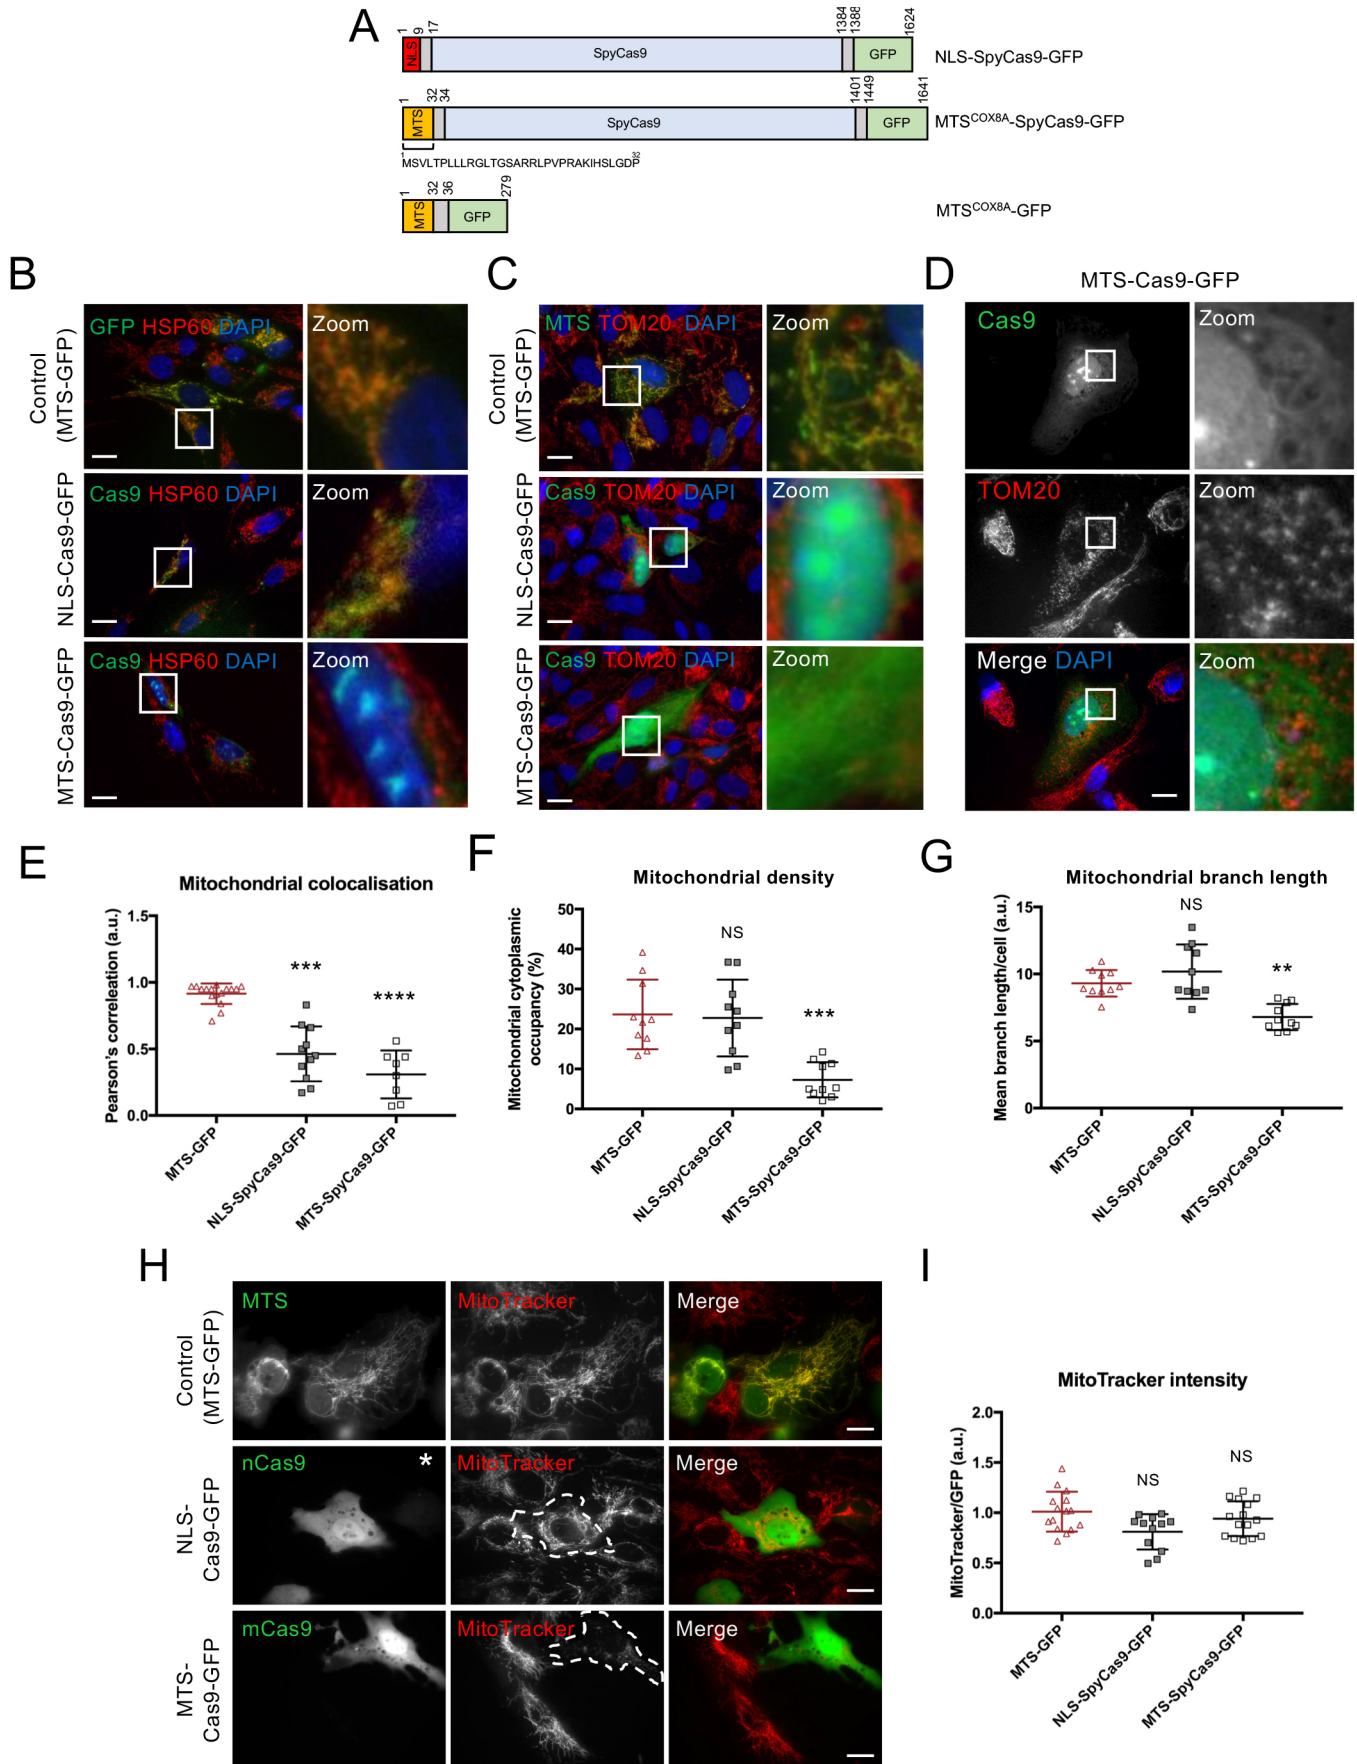 A
1
9
17
1384
1388
1624
NLS
SpyCas9
GFP
NLS-SpyCas9-GFP
1
32
34
1401
1449
1641
MTS
SpyCas9
GFP
MTSCOX8A-SpyCas9-GFP
1
MSVLTPLLLRGLTGSARRLPVPRAKIHSLGDP
32
1
32
36
279
MTS
GFP
MTSCOX8A-GFP
B
Control
(MTS-GFP)
GFP HSP60 DAPI
Zoom
NLS-Cas9-GFP
Cas9 HSP60 DAPI
Zoom
MTS-Cas9-GFP
Cas9 HSP60 DAPI
Zoom
C
Control
(MTS-GFP)
MTS TOM20 DAPI
Zoom
NLS-Cas9-GFP
Cas9 TOM20 DAPI
Zoom
MTS-Cas9-GFP
Cas9 TOM20 DAPI
Zoom
D
MTS-Cas9-GFP
Cas9
Zoom
TOM20
Zoom
Merge DAPI
Zoom
E
Mitochondrial colocalisation
Pearson's correleation (a.u.)
1.5
1.0
0.5
0.0
***
****
MTS-GFP
NLS-SpyCas9-GFP
MTS-SpyCas9-GFP
F
Mitochondrial density
Mitochondrial cytoplasmic
occupancy (%)
50
40
30
20
10
0
NS
***
MTS-GFP
NLS-SpyCas9-GFP
MTS-SpyCas9-GFP
G
Mitochondrial branch length
Mean branch length/cell (a.u.)
15
10
5
0
NS
**
MTS-GFP
NLS-SpyCas9-GFP
MTS-SpyCas9-GFP
H
Control
(MTS-GFP)
MTS
MitoTracker
Merge
NLS-
Cas9-GFP
nCas9
*
MitoTracker
Merge
MTS-
Cas9-GFP
mCas9
MitoTracker
Merge
I
MitoTracker intensity
MitoTracker/GFP (a.u.)
2.0
1.5
1.0
0.5
0.0
NS
NS
MTS-GFP
NLS-SpyCas9-GFP
MTS-SpyCas9-GFP